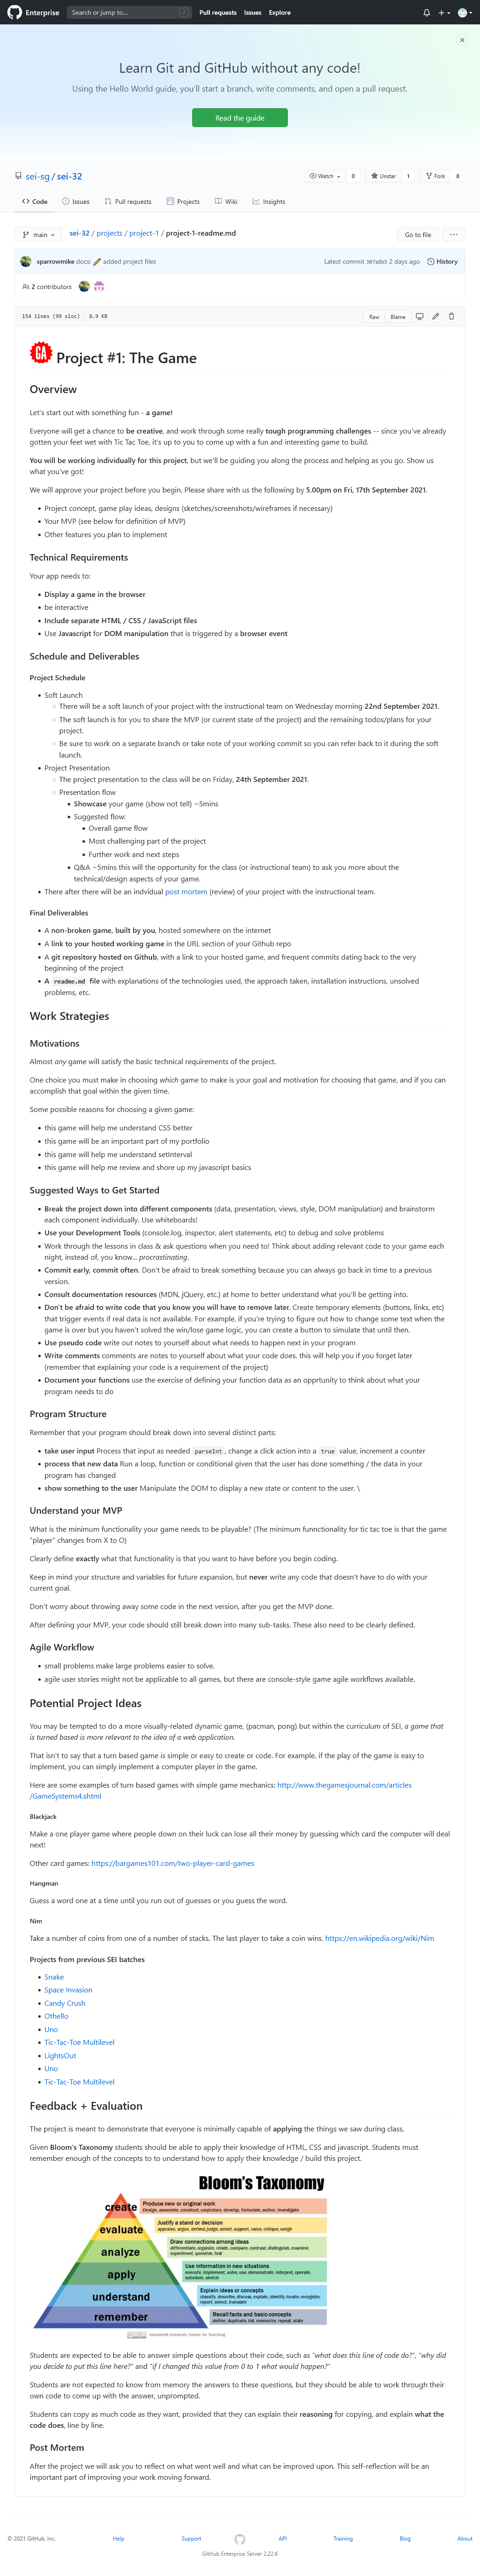 Enterprise
Search or jump to...
/
Pull requests Issues Explore
Learn Git and GitHub without any code!
Using the Hello World guide, you'll start a branch, write comments, and open a pull request.
Read the guide
sei-sg / sei-32
Watch 0
Unstar 1
Fork 8
Code
Issues
Pull requests
Projects
Wiki
Insights
main
sei-32 / projects / project-1 / project-1-readme.md
Go to file
sparrowmike docs: added project files
Latest commit 307a8b5 2 days ago
History
2 contributors
154 lines (99 sloc) 8.9 KB
Raw Blame
GA Project #1: The Game
Overview
Let's start out with something fun - a game!
Everyone will get a chance to be creative, and work through some really tough programming challenges -- since you've already
gotten your feet wet with Tic Tac Toe, it's up to you to come up with a fun and interesting game to build.
You will be working individually for this project, but we'll be guiding you along the process and helping as you go. Show us
what you've got!
We will approve your project before you begin. Please share with us the following by 5.00pm on Fri, 17th September 2021.
Project concept, game play ideas, designs (sketches/screenshots/wireframes if necessary)
Your MVP (see below for definition of MVP)
Other features you plan to implement
Technical Requirements
Your app needs to:
Display a game in the browser
be interactive
Include separate HTML / CSS / JavaScript files
Use Javascript for DOM manipulation that is triggered by a browser event
Schedule and Deliverables
Project Schedule
Soft Launch
There will be a soft launch of your project with the instructional team on Wednesday morning 22nd September 2021.
The soft launch is for you to share the MVP (or current state of the project) and the remaining todos/plans for your
project.
Be sure to work on a separate branch or take note of your working commit so you can refer back to it during the soft
launch.
Project Presentation
The project presentation to the class will be on Friday, 24th September 2021.
Presentation flow
Showcase your game (show not tell) ~5mins
Suggested flow:
Overall game flow
Most challenging part of the project
Further work and next steps
Q&A ~5mins this will the opportunity for the class (or instructional team) to ask you more about the
technical/design aspects of your game.
There after there will be an indvidual post mortem (review) of your project with the instructional team.
Final Deliverables
A non-broken game, built by you, hosted somewhere on the internet
A link to your hosted working game in the URL section of your Github repo
A git repository hosted on Github, with a link to your hosted game, and frequent commits dating back to the very
beginning of the project
A readme.md file with explanations of the technologies used, the approach taken, installation instructions, unsolved
problems, etc.
Work Strategies
Motivations
Almost any game will satisfy the basic technical requirements of the project.
One choice you must make in choosing which game to make is your goal and motivation for choosing that game, and if you can
accomplish that goal within the given time.
Some possible reasons for choosing a given game:
this game will help me understand CSS better
this game will be an important part of my portfolio
this game will help me understand setInterval
this game will help me review and shore up my javascript basics
Suggested Ways to Get Started
Break the project down into different components (data, presentation, views, style, DOM manipulation) and brainstorm
each component individually. Use whiteboards!
Use your Development Tools (console.log, inspector, alert statements, etc) to debug and solve problems
Work through the lessons in class & ask questions when you need to! Think about adding relevant code to your game each
night, instead of, you know... procrastinating.
Commit early, commit often. Don't be afraid to break something because you can always go back in time to a previous
version.
Consult documentation resources (MDN, jQuery, etc.) at home to better understand what you'll be getting into.
Don't be afraid to write code that you know you will have to remove later. Create temporary elements (buttons, links, etc)
that trigger events if real data is not available. For example, if you're trying to figure out how to change some text when the
game is over but you haven't solved the win/lose game logic, you can create a button to simulate that until then.
Use pseudo code write out notes to yourself about what needs to happen next in your program
Write comments comments are notes to yourself about what your code does. this will help you if you forget later
(remember that explaining your code is a requirement of the project)
Document your functions use the exercise of defining your function data as an opprtunity to think about what your
program needs to do
Program Structure
Remember that your program should break down into several distinct parts:
take user input Process that input as needed parseInt , change a click action into a true value, increment a counter
process that new data Run a loop, function or conditional given that the user has done something / the data in your
program has changed
show something to the user Manipulate the DOM to display a new state or content to the user. \
Understand your MVP
What is the minimum functionality your game needs to be playable? (The minimum funnctionality for tic tac toe is that the game
"player" changes from X to O)
Clearly define exactly what that functionality is that you want to have before you begin coding.
Keep in mind your structure and variables for future expansion, but never write any code that doesn't have to do with your
current goal.
Don't worry about throwing away some code in the next version, after you get the MVP done.
After defining your MVP, your code should still break down into many sub-tasks. These also need to be clearly defined.
Agile Workflow
small problems make large problems easier to solve.
agile user stories might not be applicable to all games, but there are console-style game agile workflows available.
Potential Project Ideas
You may be tempted to do a more visually-related dynamic game, (pacman, pong) but within the curriculum of SEI, a game that
is turned based is more relevant to the idea of a web application.
That isn't to say that a turn based game is simple or easy to create or code. For example, if the play of the game is easy to
implement, you can simply implement a computer player in the game.
Here are some examples of turn based games with simple game mechanics: http://www.thegamesjournal.com/articles
/GameSystems4.shtml
Blackjack
Make a one player game where people down on their luck can lose all their money by guessing which card the computer will deal
next!
Other card games: https://bargames101.com/two-player-card-games
Hangman
Guess a word one at a time until you run out of guesses or you guess the word.
Nim
Take a number of coins from one of a number of stacks. The last player to take a coin wins. https://en.wikipedia.org/wiki/Nim
Projects from previous SEI batches
Snake
Space Invasion
Candy Crush
Othello
Uno
Tic-Tac-Toe Multilevel
LightsOut
Uno
Tic-Tac-Toe Multilevel
Feedback + Evaluation
The project is meant to demonstrate that everyone is minimally capable of applying the things we saw during class.
Given Bloom's Taxonomy students should be able to apply their knowledge of HTML, CSS and javascript. Students must
remember enough of the concepts to to understand how to apply their knowledge / build this project.
Bloom's Taxonomy
create
Produce new or original work
Design, assemble, construct, conjecture, develop, formulate, author, investigate
evaluate
Justify a stand or decision
appraise, argue, defend, judge, select, support, value, critique, weigh
analyze
Draw connections among ideas
differentiate, organize, relate, compare, contrast, distinguish, examine,
experiment, question, test
apply
Use information in new situations
execute, implement, solve, use, demonstrate, interpret, operate,
schedule, sketch
understand
Explain ideas or concepts
classify, describe, discuss, explain, identify, locate, recognize,
report, select, translate
remember
Recall facts and basic concepts
define, duplicate, list, memorize, repeat, state
Vanderbilt University Center for Teaching
Students are expected to be able to answer simple questions about their code, such as "what does this line of code do?", "why did
you decide to put this line here?" and "if I changed this value from 0 to 1 what would happen?"
Students are not expected to know from memory the answers to these questions, but they should be able to work through their
own code to come up with the answer, unprompted.
Students can copy as much code as they want, provided that they can explain their reasoning for copying, and explain what the
code does, line by line.
Post Mortem
After the project we will ask you to reflect on what went well and what can be improved upon. This self-reflection will be an
important part of improving your work moving forward.
© 2021 GitHub, Inc.
Help
Support
API
Training
Blog
About
GitHub Enterprise Server 2.22.6